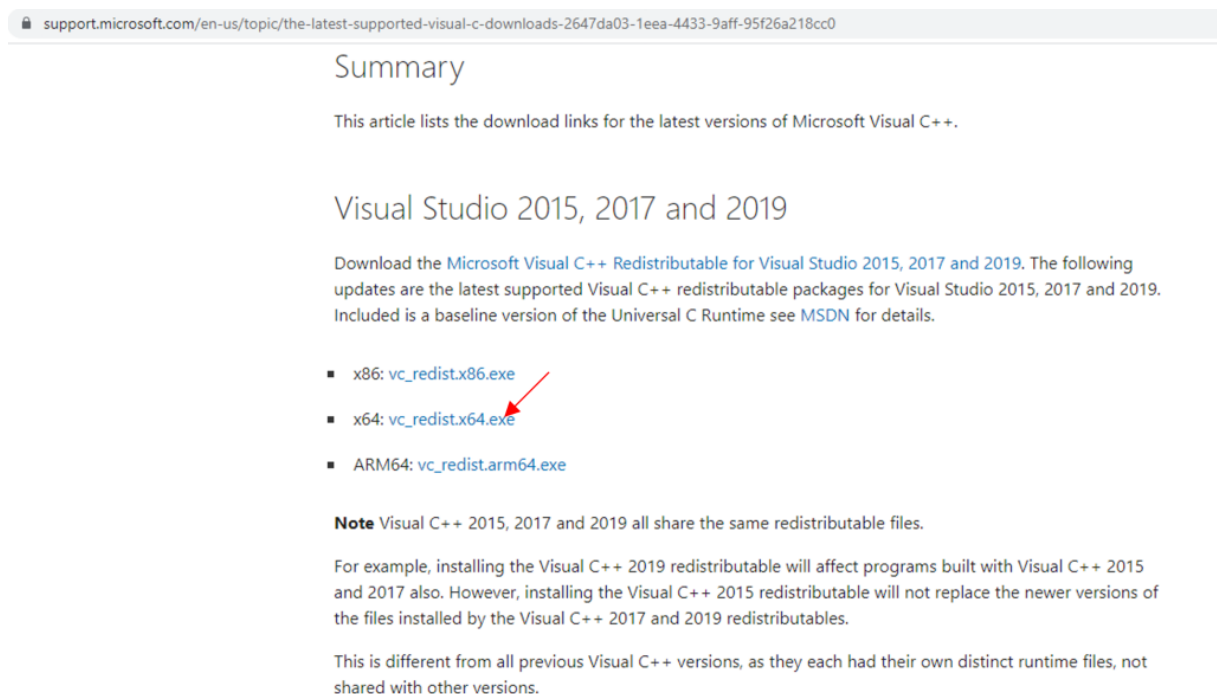 support.microsoft.com/en-us/topic/the-latest-supported-visual-c-downloads-2647da03-1eea-4433-9aff-95f26a218cc0
Summary
This article lists the download links for the latest versions of Microsoft Visual C++.
Visual Studio 2015, 2017 and 2019
Download the Microsoft Visual C++ Redistributable for Visual Studio 2015, 2017 and 2019. The following
updates are the latest supported Visual C++ redistributable packages for Visual Studio 2015, 2017 and 2019.
Included is a baseline version of the Universal C Runtime see MSDN for details.
▪ x86: vc_redist.x86.exe
▪ x64: vc_redist.x64.exe
▪ ARM64: vc_redist.arm64.exe
Note Visual C++ 2015, 2017 and 2019 all share the same redistributable files.
For example, installing the Visual C++ 2019 redistributable will affect programs built with Visual C++ 2015
and 2017 also. However, installing the Visual C++ 2015 redistributable will not replace the newer versions of
the files installed by the Visual C++ 2017 and 2019 redistributables.
This is different from all previous Visual C++ versions, as they each had their own distinct runtime files, not
shared with other versions.